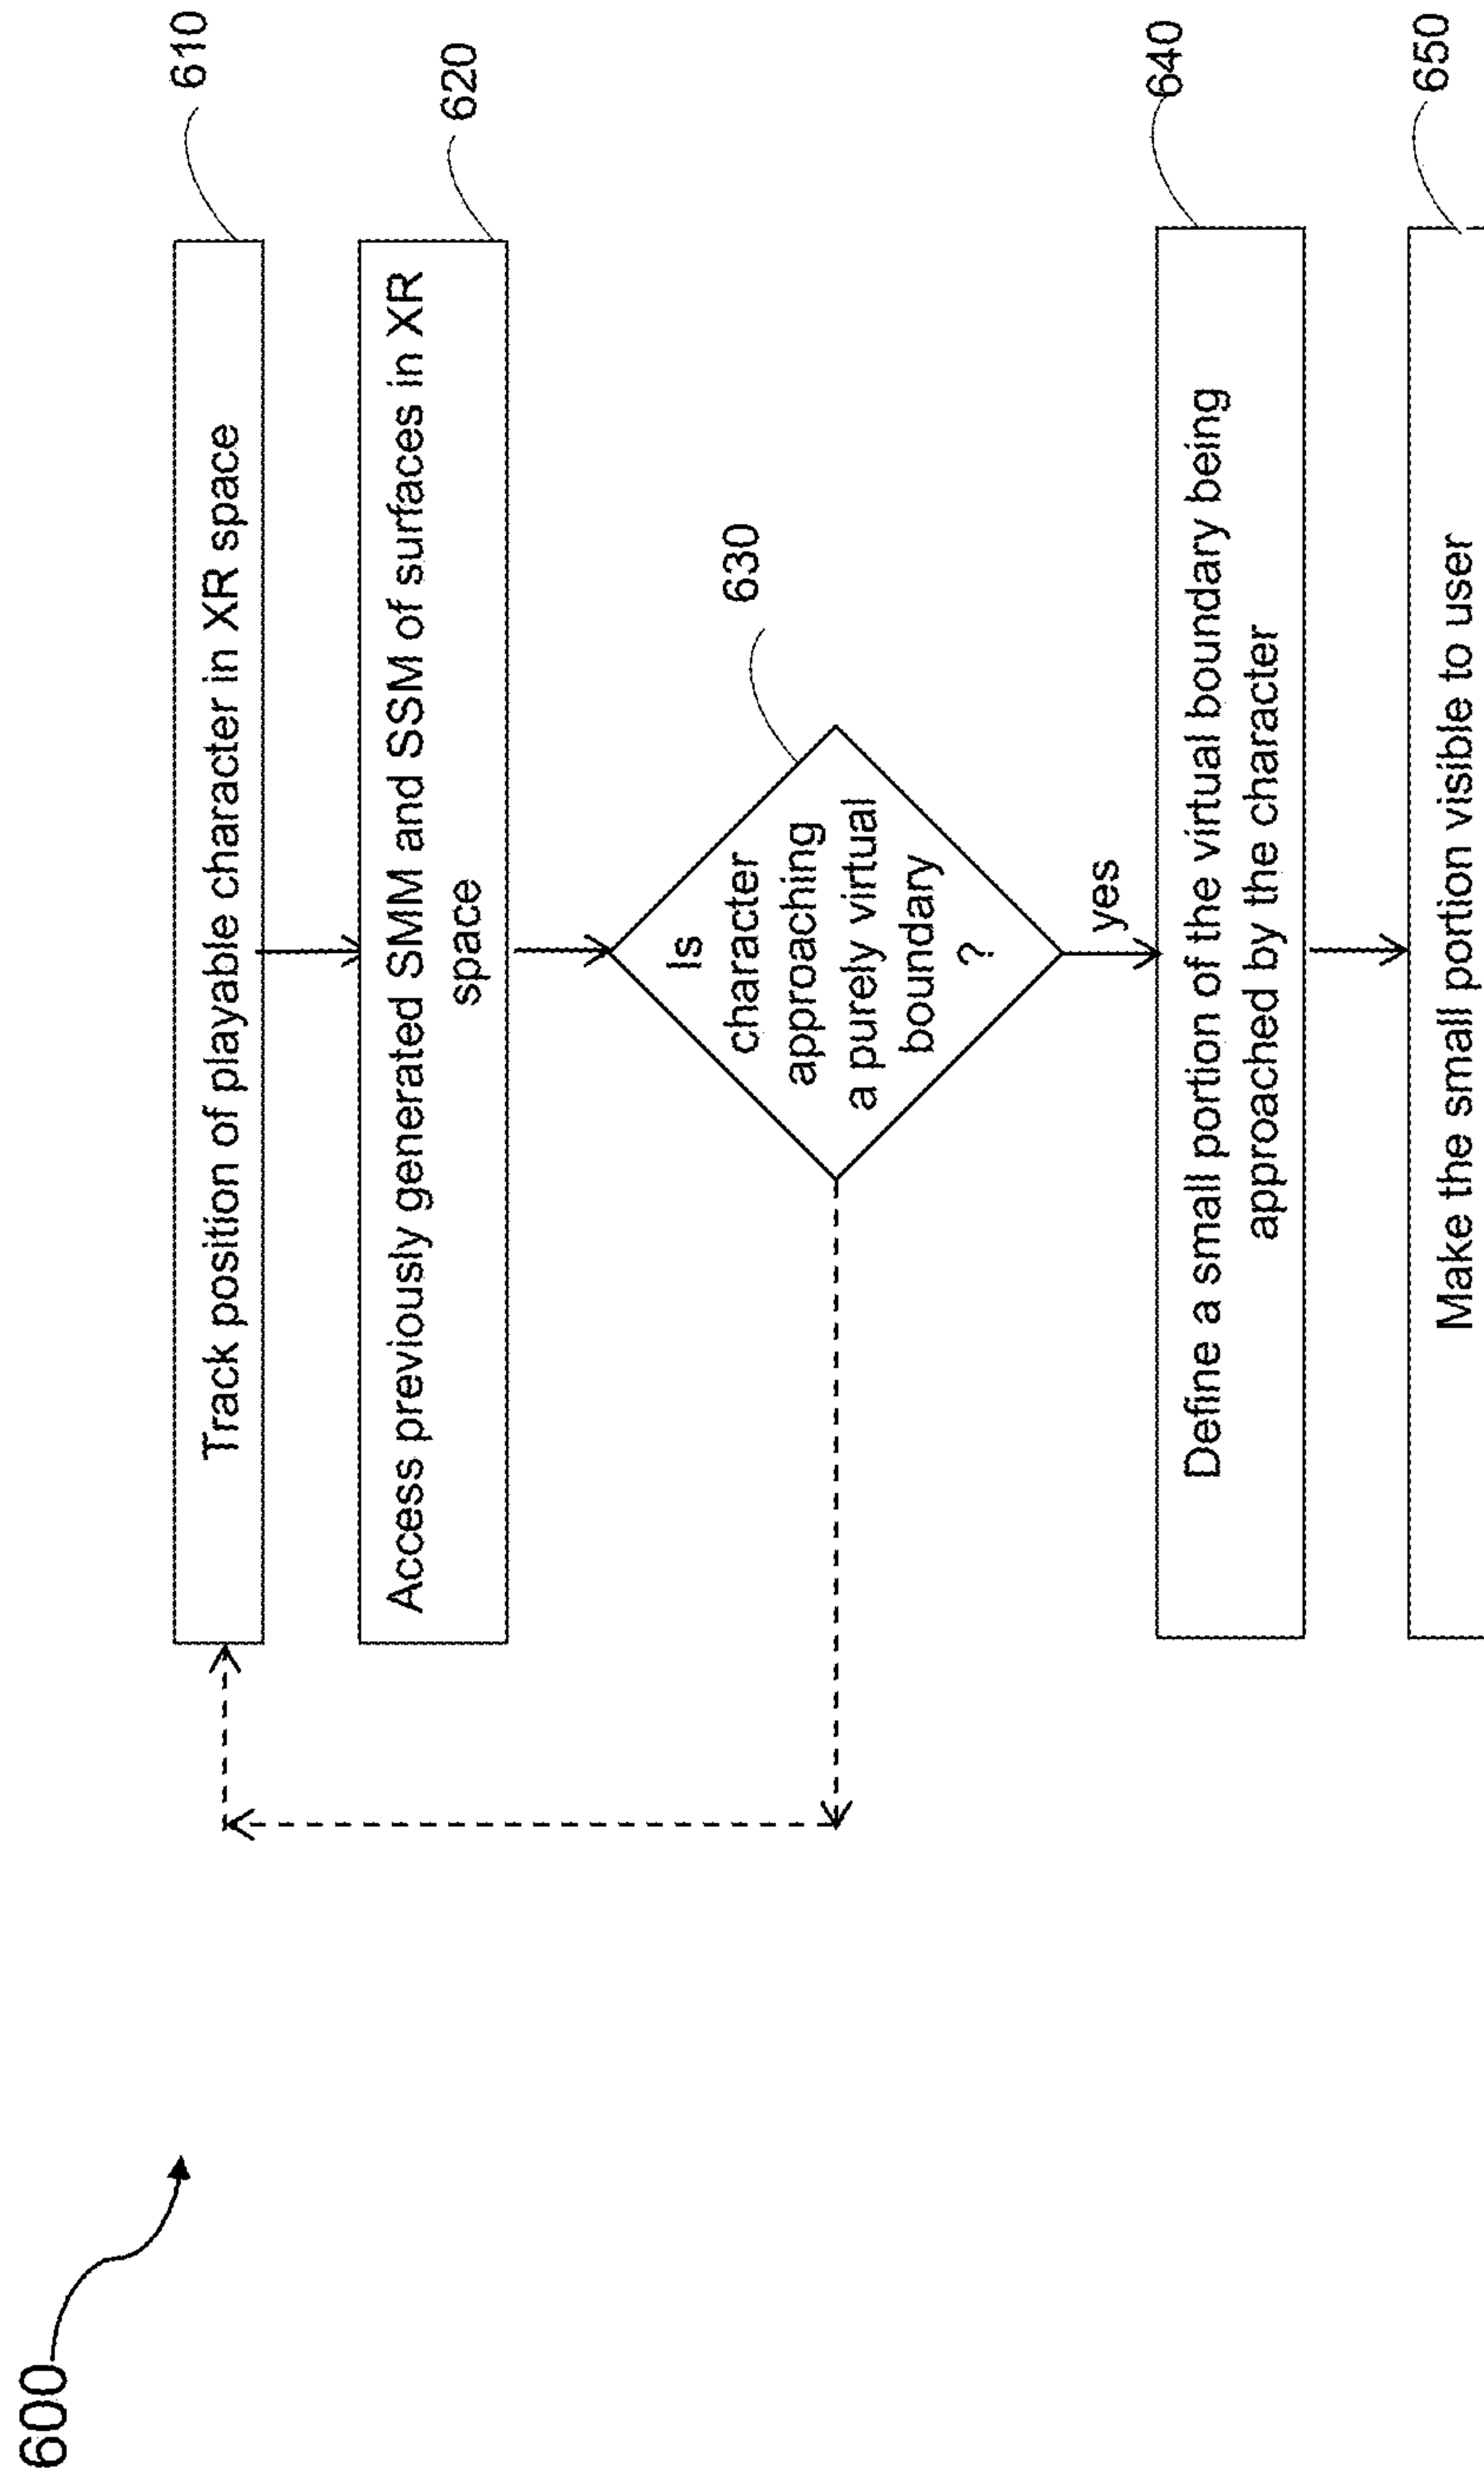 600
610
Track position of playable character in XR space
620
Access previously generated SMM and SSM of surfaces in XR
space
630
Is
character
approaching
a purely virtual
boundary
?
yes
640
Define a small portion of the virtual boundary being
approached by the character
650
Make the small portion visible to user